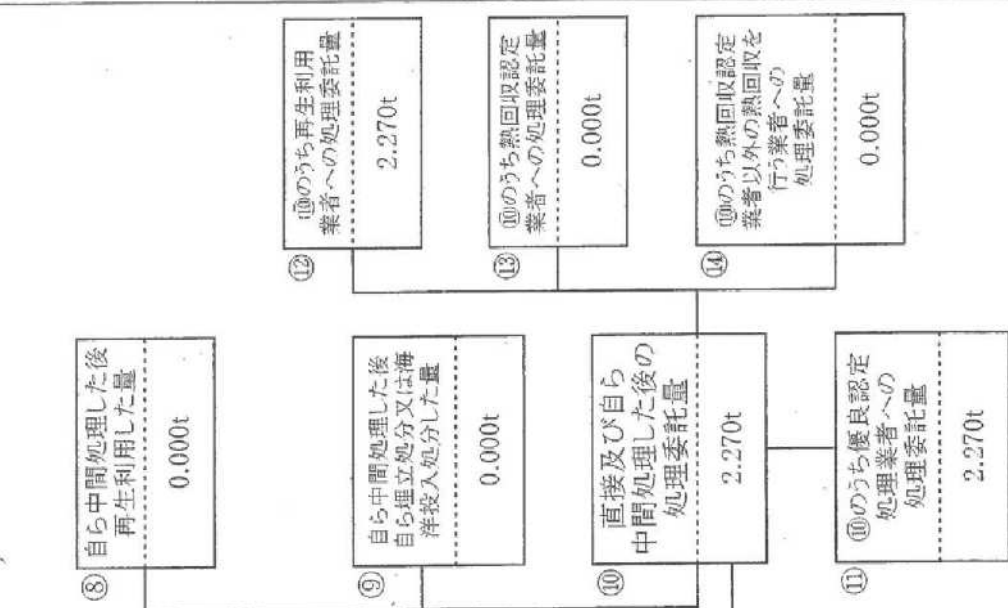 ⑧
自ら中間処理した後
再生利用した量
0.000t
⑨
自ら中間処理した後
自ら埋立処分又は海
洋投入処分した量
0.000t
⑩
直接及び自ら
中間処理した後の
処理委託量
2.270t
⑪
⑩のうち優良認定
処理業者への
処理委託量
2.270t
⑫
⑩のうち再生利用
業者への処理委託量
2.270t
⑬
⑩のうち熱回収認定
業者への処理委託量
0.000t
⑭
⑩のうち熱回収認定
業者以外の熱回収を
行う業者への
処理委託量
0.000t